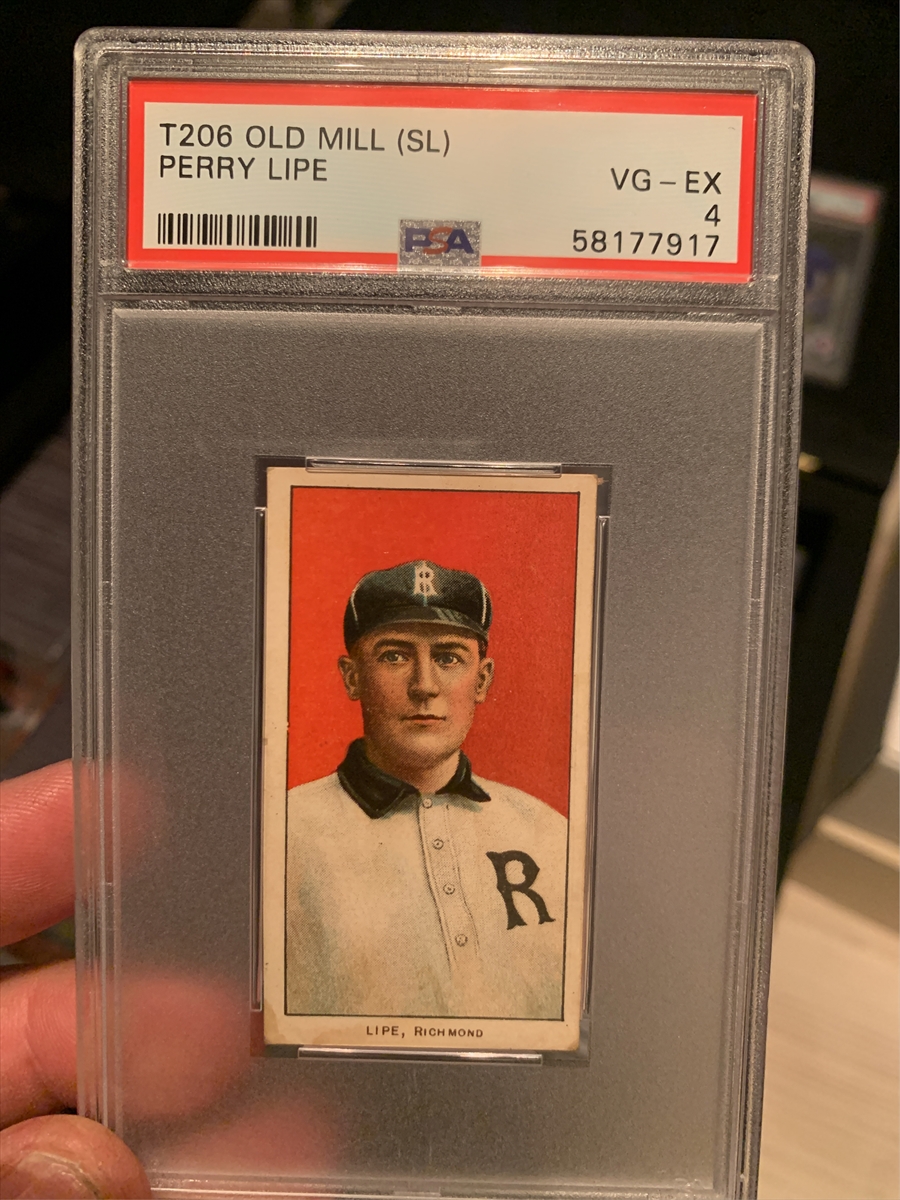 T206 OLD MILL (SL)
PERRY LIPE
VG – EX
4
PSA
58177917
R
R
LIPE, RICHMOND